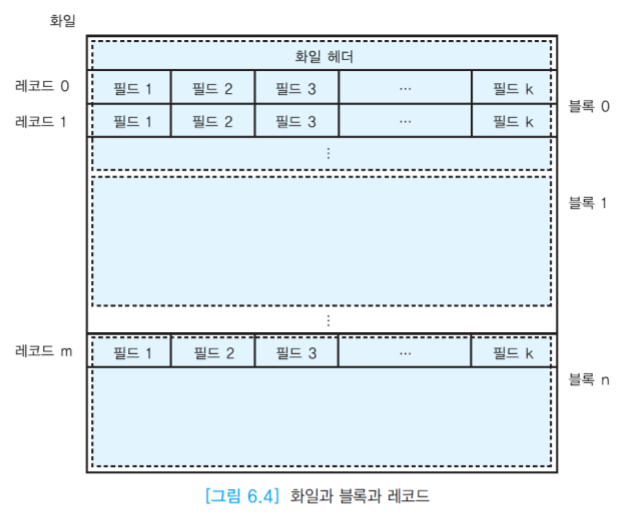 화일
화일 헤더
레코드 0 필드 1 필드 2 필드 3 ⋯ 필드 k
블록 0
레코드 1 필드 1 필드 2 필드 3 ⋯ 필드 k
⋮
블록 1
⋮
레코드 m 필드 1 필드 2 필드 3 ⋯ 필드 k
블록 n
[그림 6.4] 화일과 블록과 레코드